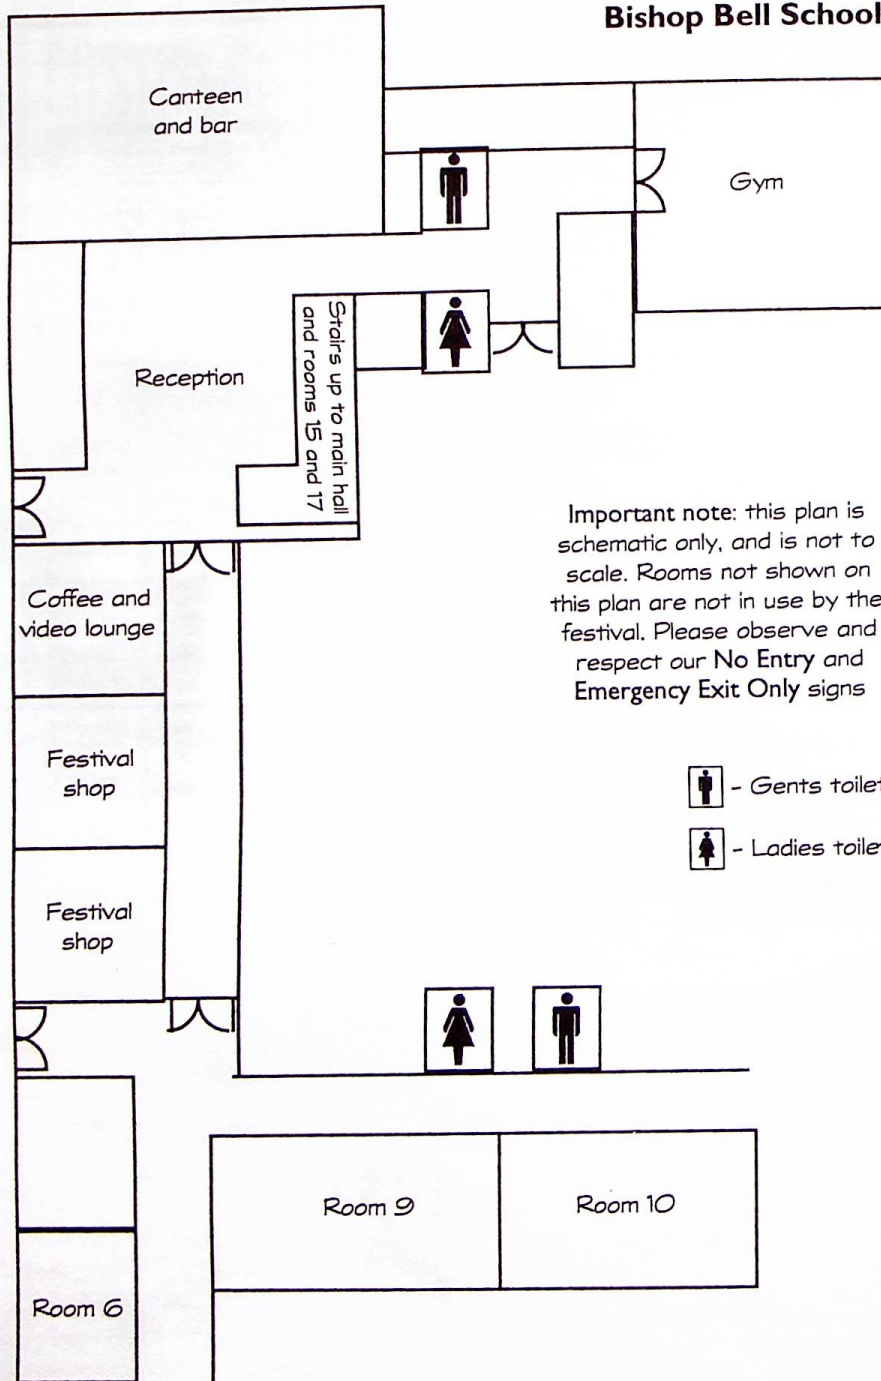 Bishop Bell School
Canteen
and bar
Gym
Stairs up to main hall
and rooms 15 and 17
Reception
Important note: this plan is
schematic only, and is not to
scale. Rooms not shown on
this plan are not in use by the
festival. Please observe and
respect our No Entry and
Emergency Exit Only signs
Coffee and
video lounge
Festival
shop
- Gents toilet
- Ladies toilet
Festival
shop
Room 9
Room 10
Room 6